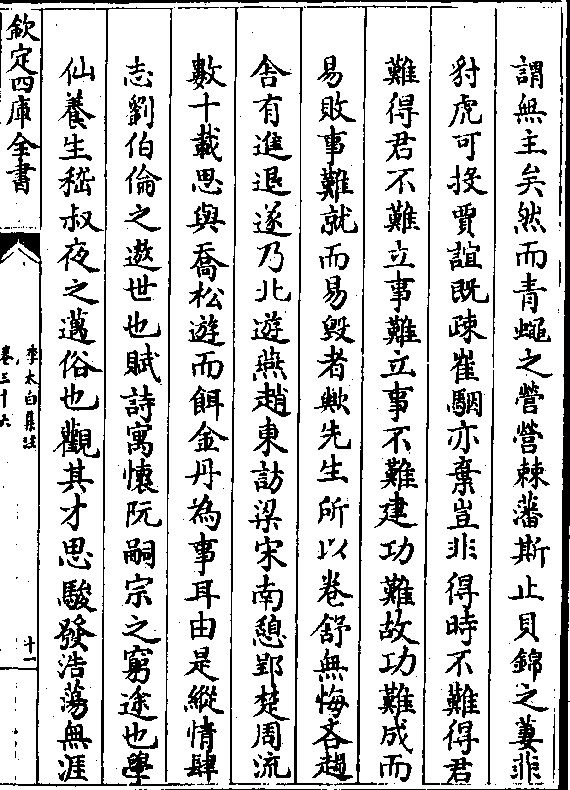 謂無主矣然而青蠅之營營棘藩斯止貝錦之萋非
豺虎可投賈誼既疎崔駰亦棄豈非得時不難得君
難得君不難立事難立事不難建功難故功難成而
易敗事難就而易毀者歟先生所以卷舒無悔吝趨
舍有進退遂乃北遊燕趙東訪梁宋南憩郢楚周流
數十載思與喬松遊而餌金丹為事耳由是縱情肆
志劉伯倫之遨世也賦詩寓懷阮嗣宗之窮途也學
仙養生嵇叔夜之邁俗也觀其才思駿發浩蕩無涯
欽定四庫全書
李太白集注
卷三十六
十一